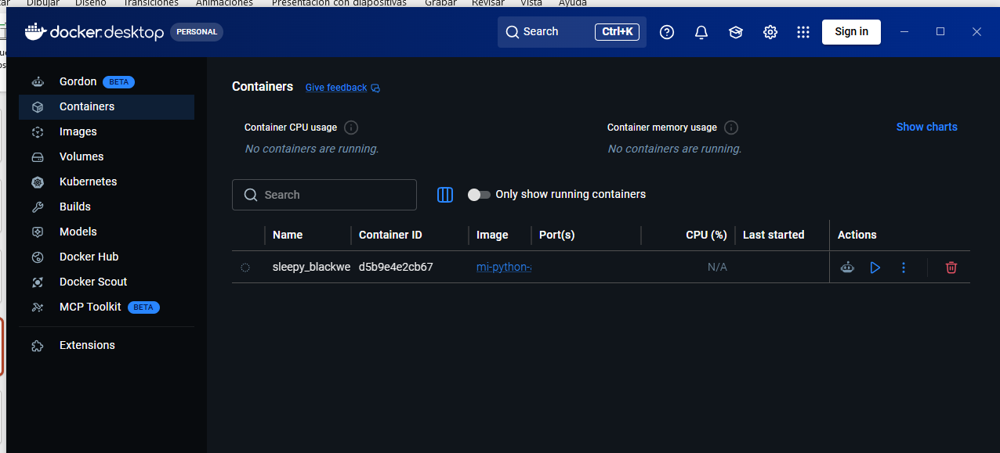 Dibujar Diseño Transiciones Animaciones Presentación con diapositivas Grabar Revisar Vista Ayuda
docker.desktop PERSONAL Search Ctrl+K Sign in
Gordon BETA
Containers
Images
Volumes
Kubernetes
Builds
Models
Docker Hub
Docker Scout
MCP Toolkit BETA
Extensions
Containers Give feedback
Container CPU usage
No containers are running.
Container memory usage
No containers are running.
Show charts
Search
Only show running containers
Name Container ID Image Port(s) CPU (%) Last started Actions
sleepy_blackwe d5b9e4e2cb67 mi-python- N/A